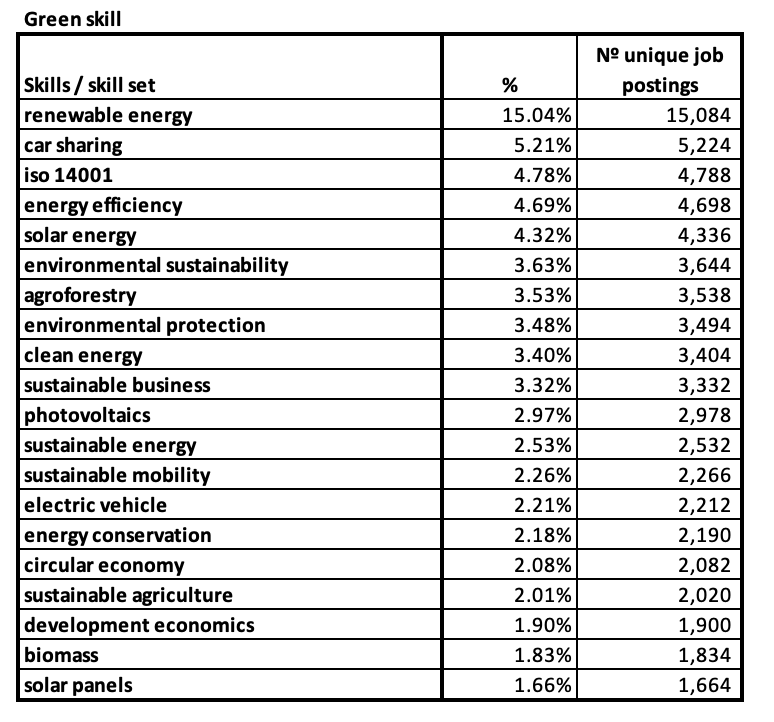 Green skill
Nº unique job
Skills / skill set % postings
renewable energy 15.04% 15,084
car sharing 5.21% 5,224
iso 14001 4.78% 4,788
energy efficiency 4.69% 4,698
solar energy 4.32% 4,336
environmental sustainability 3.63% 3,644
agroforestry 3.53% 3,538
environmental protection 3.48% 3,494
clean energy 3.40% 3,404
sustainable business 3.32% 3,332
photovoltaics 2.97% 2,978
sustainable energy 2.53% 2,532
sustainable mobility 2.26% 2,266
electric vehicle 2.21% 2,212
energy conservation 2.18% 2,190
circular economy 2.08% 2,082
sustainable agriculture 2.01% 2,020
development economics 1.90% 1,900
biomass 1.83% 1,834
solar panels 1.66% 1,664